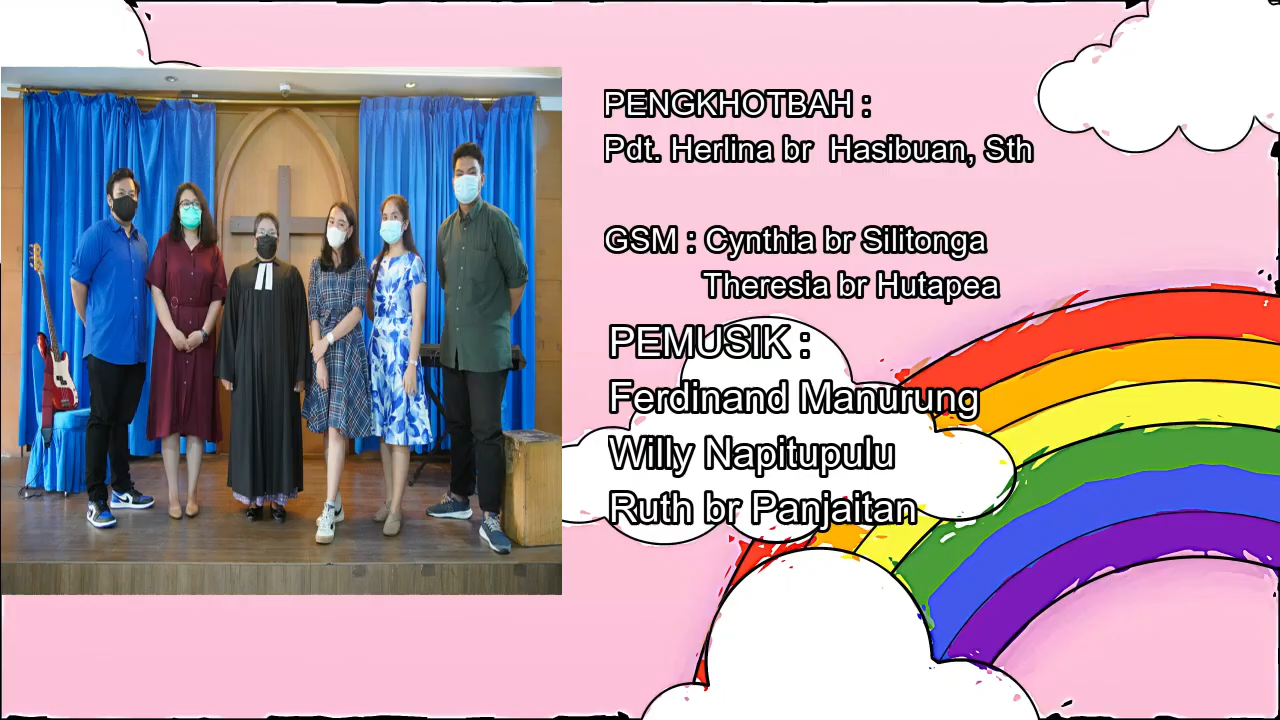 PENGKHOTBAH :
Pdt. Herlina br Hasibuan, Sth
GSM : Cynthia br Silitonga
Theresia br Hutapea
PEMUSIK :
Ferdinand Manurung
Willy Napitupulu
Ruth br Panjaitan